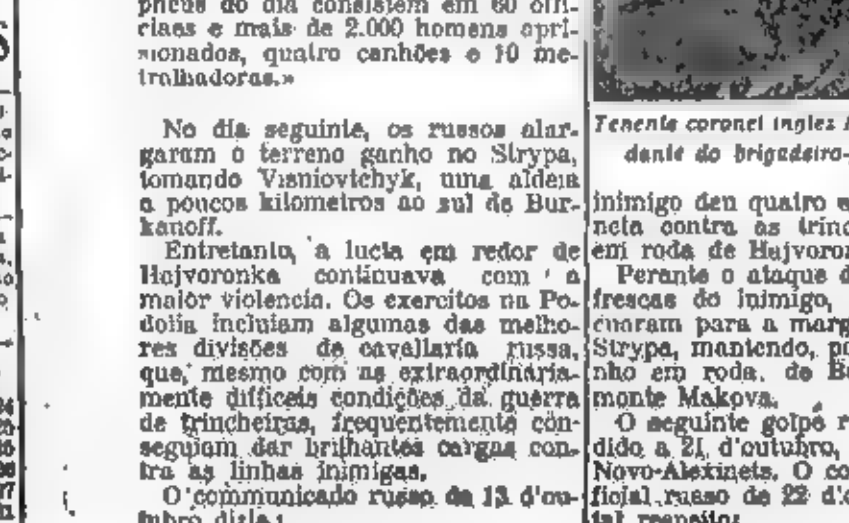 do dia consistem em 60 offi-
ciaes e mais de 2.000 homens apri-
sionados, quatro canhões e 10 me-
tralhadoras.»
No dia seguinte, os russos alar-
garam o terreno ganho no Strypa,
tomando Visniovtchyk, uma aldeia
a poucos kilometros ao sul de Bur-
kanoff.
Entretanto, a lucta em redor de
Hajvoronka continuava com a
maior violencia. Os exercitos na Po-
dolia incluiam algumas das melho-
res divisões de cavallaria russa,
que, mesmo com as extraordinaria-
mente difficeis condições da guerra
de trincheiras, frequentemente con-
seguiam dar brilhantes cargas con-
tra as linhas inimigas.
O communicado russo de 13 d'ou-
tubro dizia:
Tenente coronel inglez
dante do brigadeiro-
inimigo deu quatro
neta contra as trinc
em roda de Hajvoron
Perante o ataque d
frescas do inimigo,
cuaram para a marg
Strypa, mantendo, po
nho em roda de Bu
monte Makova.
O seguinte golpe r
dido a 21 d'outubro,
Novo-Alexinets. O co
ficial russo de 22 d'o
tal respeito: